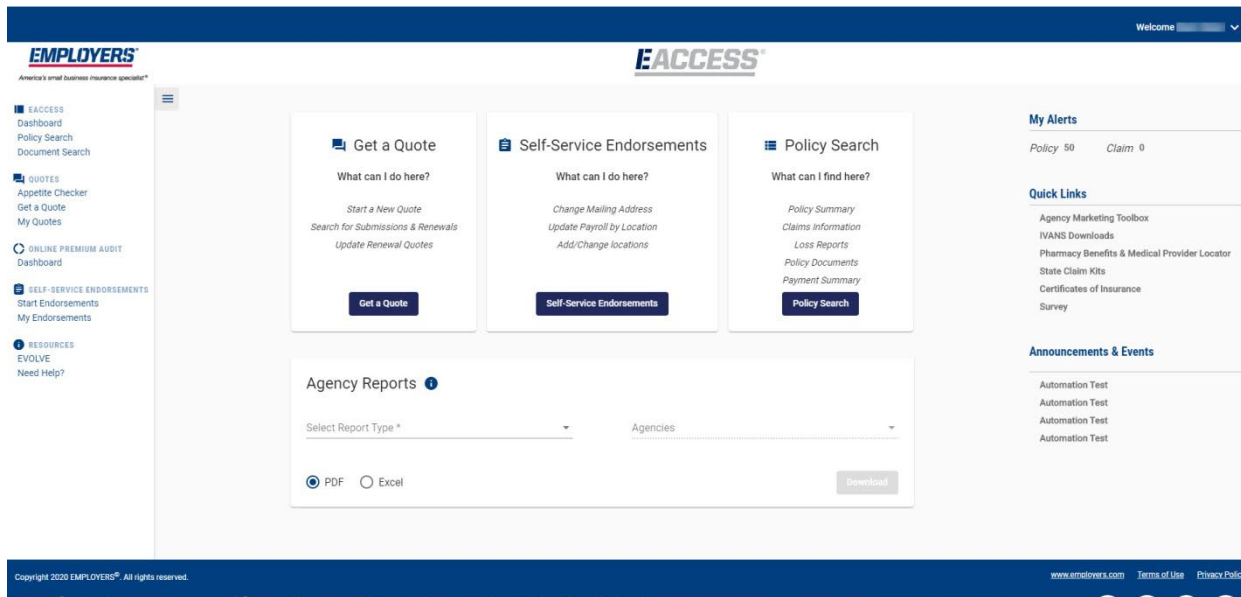 Welcome
EMPLOYERS®
America's small business insurance specialist®
EACCESS®
EACCESS
Dashboard
Policy Search
Document Search
QUOTES
Appetite Checker
Get a Quote
My Quotes
ONLINE PREMIUM AUDIT
Dashboard
SELF-SERVICE ENDORSEMENTS
Start Endorsements
My Endorsements
RESOURCES
EVOLVE
Need Help?
Get a Quote
What can I do here?
Start a New Quote
Search for Submissions & Renewals
Update Renewal Quotes
Get a Quote
Self-Service Endorsements
What can I do here?
Change Mailing Address
Update Payroll by Location
Add/Change locations
Self-Service Endorsements
Policy Search
What can I find here?
Policy Summary
Claims Information
Loss Reports
Policy Documents
Payment Summary
Policy Search
Agency Reports
Select Report Type *
Agencies
PDF Excel
Download
My Alerts
Policy 50 Claim 0
Quick Links
Agency Marketing Toolbox
IVANS Downloads
Pharmacy Benefits & Medical Provider Locator
State Claim Kits
Certificates of Insurance
Survey
Announcements & Events
Automation Test
Automation Test
Automation Test
Automation Test
Copyright 2020 EMPLOYERS®. All rights reserved.
www.employers.com Terms of Use Privacy Polic